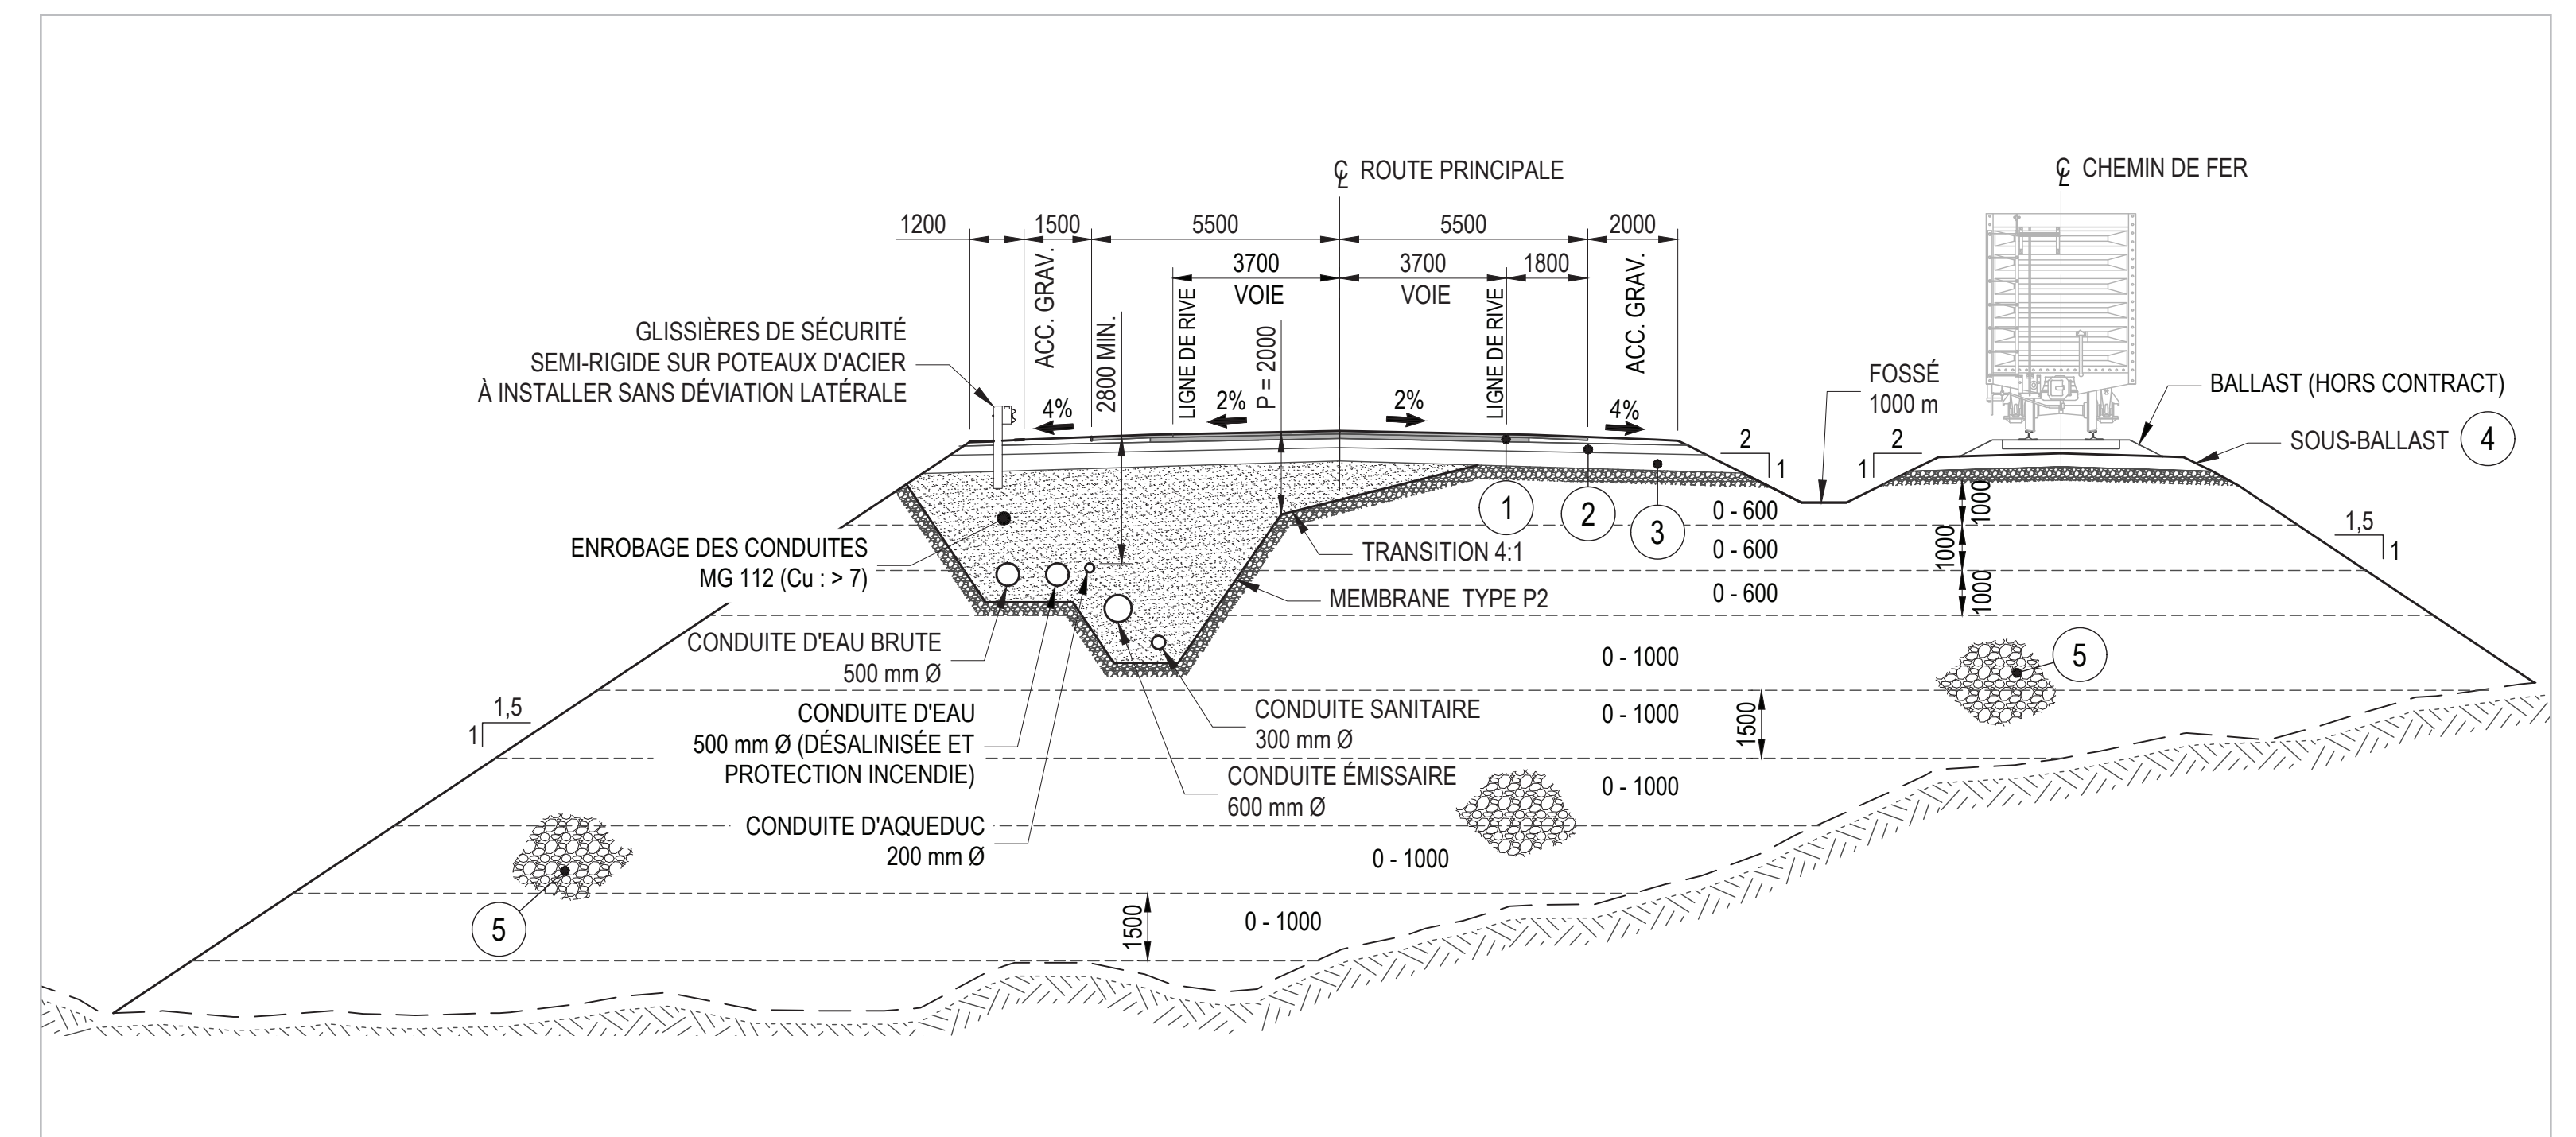 ℄ ROUTE PRINCIPALE
℄ CHEMIN DE FER
1200
1500
5500
5500
2000
3700
3700
1800
VOIE
VOIE
ACC. GRAV.
2800 MIN.
LIGNE DE RIVE
P = 2000
LIGNE DE RIVE
ACC. GRAV.
GLISSIÈRES DE SÉCURITÉ
SEMI-RIGIDE SUR POTEAUX D'ACIER
À INSTALLER SANS DÉVIATION LATÉRALE
4%
2%
2%
4%
FOSSÉ
1000 m
BALLAST (HORS CONTRACT)
SOUS-BALLAST
4
2
1
2
1
1
2
3
0 - 600
0 - 600
0 - 600
1000
1000
1000
1,5
1
ENROBAGE DES CONDUITES
MG 112 (Cu : > 7)
TRANSITION 4:1
MEMBRANE TYPE P2
CONDUITE D'EAU BRUTE
500 mm Ø
CONDUITE D'EAU
500 mm Ø (DÉSALINISÉE ET
PROTECTION INCENDIE)
CONDUITE D'AQUEDUC
200 mm Ø
CONDUITE SANITAIRE
300 mm Ø
CONDUITE ÉMISSAIRE
600 mm Ø
0 - 1000
0 - 1000
0 - 1000
0 - 1000
0 - 1000
1500
1500
5
5
1,5
1